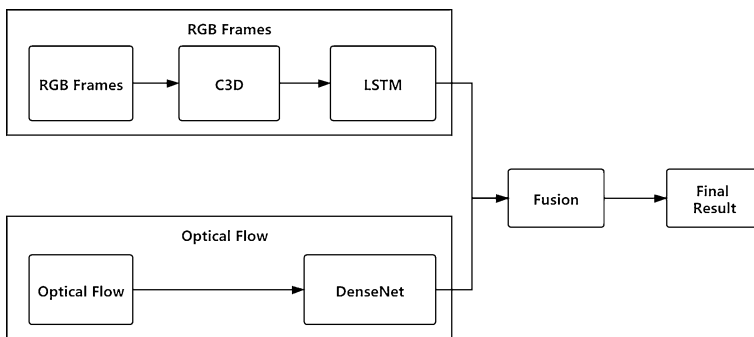 RGB Frames
RGB Frames
C3D
LSTM
Optical Flow
Optical Flow
DenseNet
Fusion
Final
Result